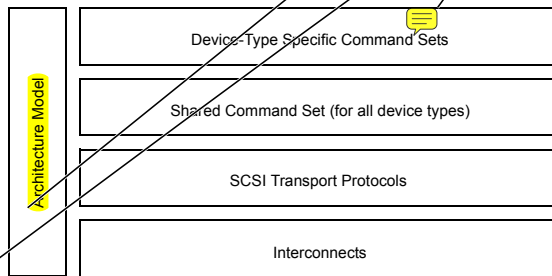 Architecture Model
Device-Type Specific Command Sets
Shared Command Set (for all device types)
SCSI Transport Protocols
Interconnects